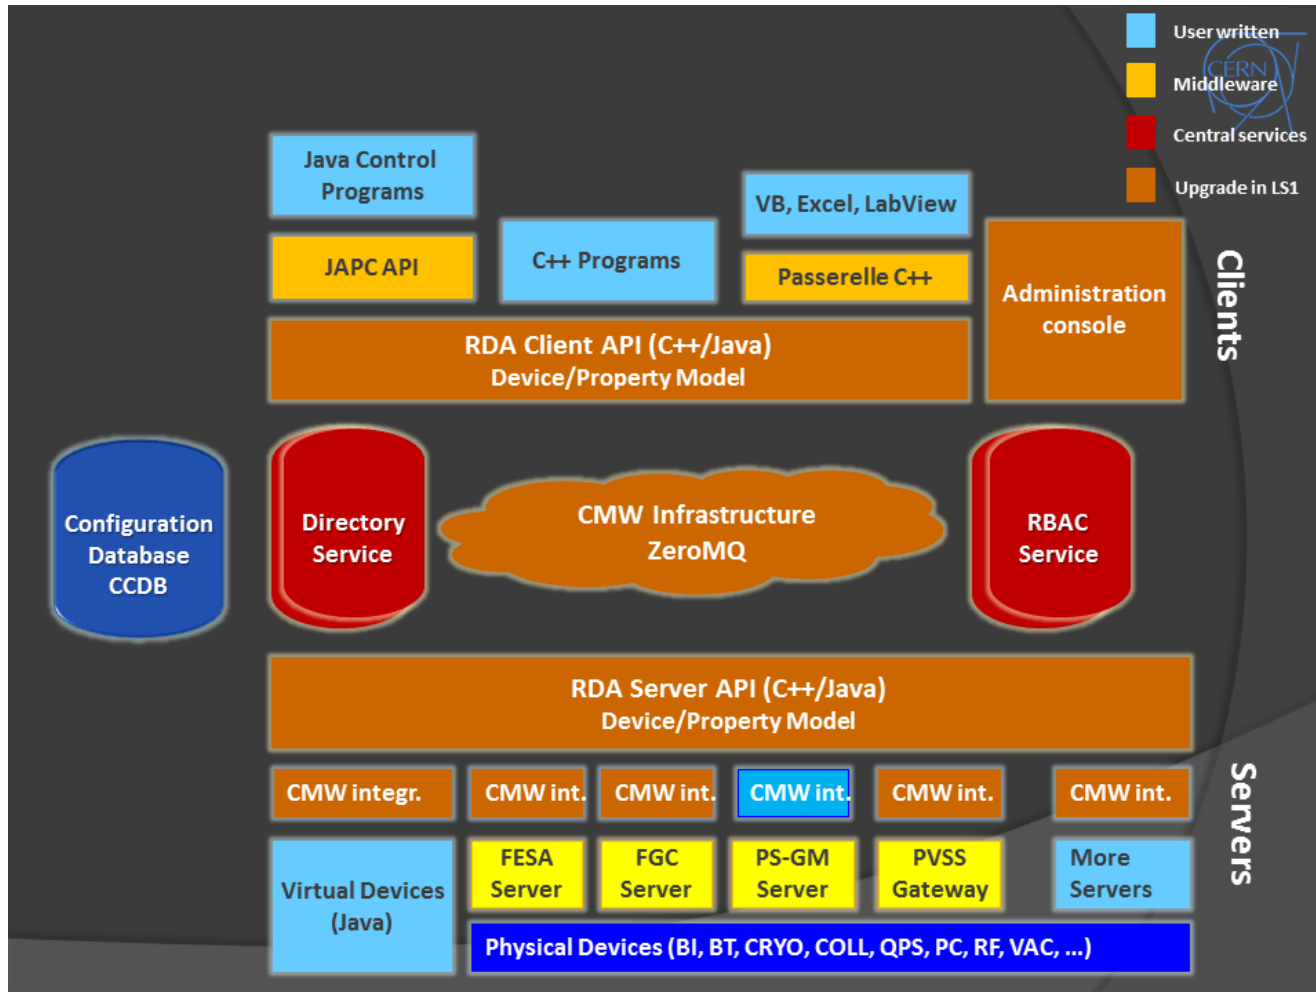 User written
CERN
Middleware
Central services
Upgrade in LS1
Java Control
Programs
VB, Excel, LabView
JAPC API
C++ Programs
Passerelle C++
Administration
console
Clients
RDA Client API (C++/Java)
Device/Property Model
Configuration
Database
CCDB
Directory
Service
CMW Infrastructure
ZeroMQ
RBAC
Service
RDA Server API (C++/Java)
Device/Property Model
Servers
CMW integr.
CMW int.
CMW int.
CMW int.
CMW int.
CMW int.
Virtual Devices
(Java)
FESA
Server
FGC
Server
PS-GM
Server
PVSS
Gateway
More
Servers
Physical Devices (BI, BT, CRYO, COLL, QPS, PC, RF, VAC, ...)